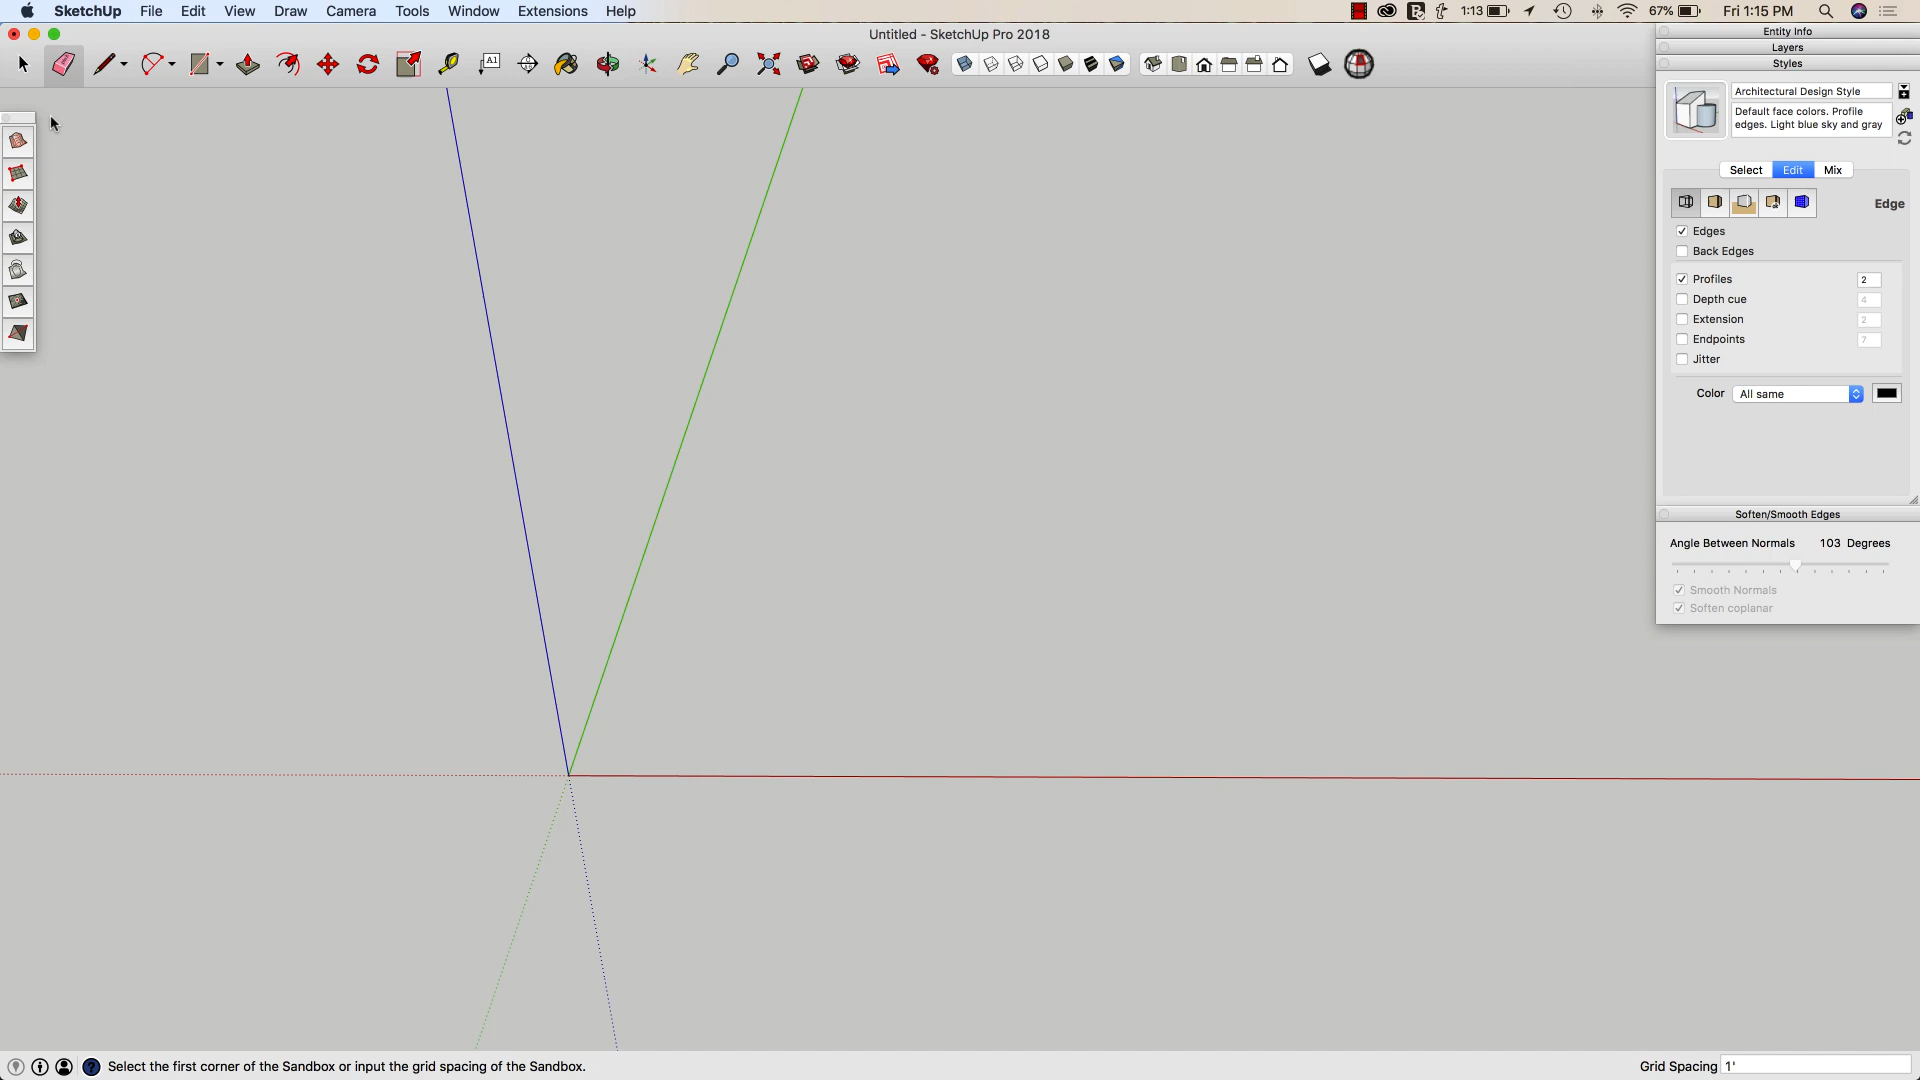 SketchUp File Edit View Draw Camera Tools Window Extensions Help 1:13 67% Fri 1:15 PM
Untitled - SketchUp Pro 2018
A1
Entity Info
Layers
Styles
Architectural Design Style
Default face colors. Profile
edges. Light blue sky and gray
Select Edit Mix
Edge
Edges
Back Edges
Profiles 2
Depth cue 4
Extension 2
Endpoints 7
Jitter
Color All same
Soften/Smooth Edges
Angle Between Normals 103 Degrees
Smooth Normals
Soften coplanar
Select the first corner of the Sandbox or input the grid spacing of the Sandbox.
Grid Spacing 1'